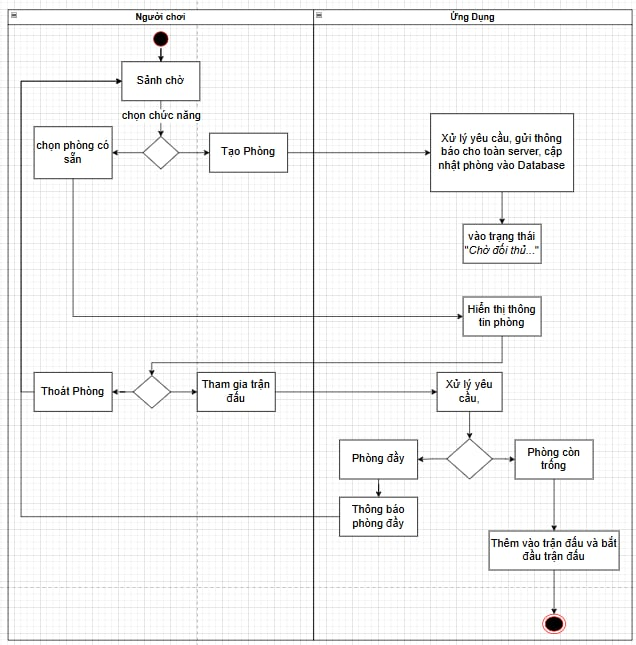 Người chơi
Ứng Dụng
Sảnh chờ
chọn chức năng
chọn phòng có
sẵn
Tạo Phòng
Xử lý yêu cầu, gửi thông
báo cho toàn server, cập
nhật phòng vào Database
vào trạng thái
"Chờ đối thủ..."
Hiển thị thông
tin phòng
Thoát Phòng
Tham gia trận
đấu
Xử lý yêu
cầu,
Phòng đầy
Phòng còn
trống
Thông báo
phòng đầy
Thêm vào trận đấu và bắt
đầu trận đấu